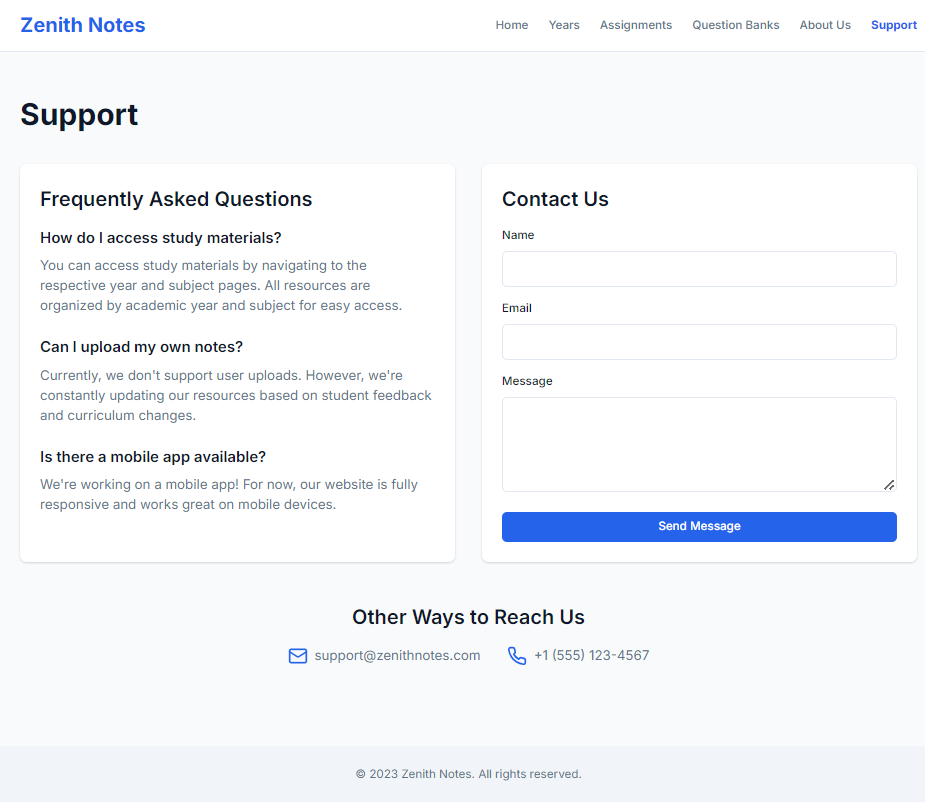 Zenith Notes
Home Years Assignments Question Banks About Us Support
Support
Frequently Asked Questions
How do I access study materials?
You can access study materials by navigating to the
respective year and subject pages. All resources are
organized by academic year and subject for easy access.
Can I upload my own notes?
Currently, we don't support user uploads. However, we're
constantly updating our resources based on student feedback
and curriculum changes.
Is there a mobile app available?
We're working on a mobile app! For now, our website is fully
responsive and works great on mobile devices.
Contact Us
Name
Email
Message
Send Message
Other Ways to Reach Us
support@zenithnotes.com +1 (555) 123-4567
© 2023 Zenith Notes. All rights reserved.